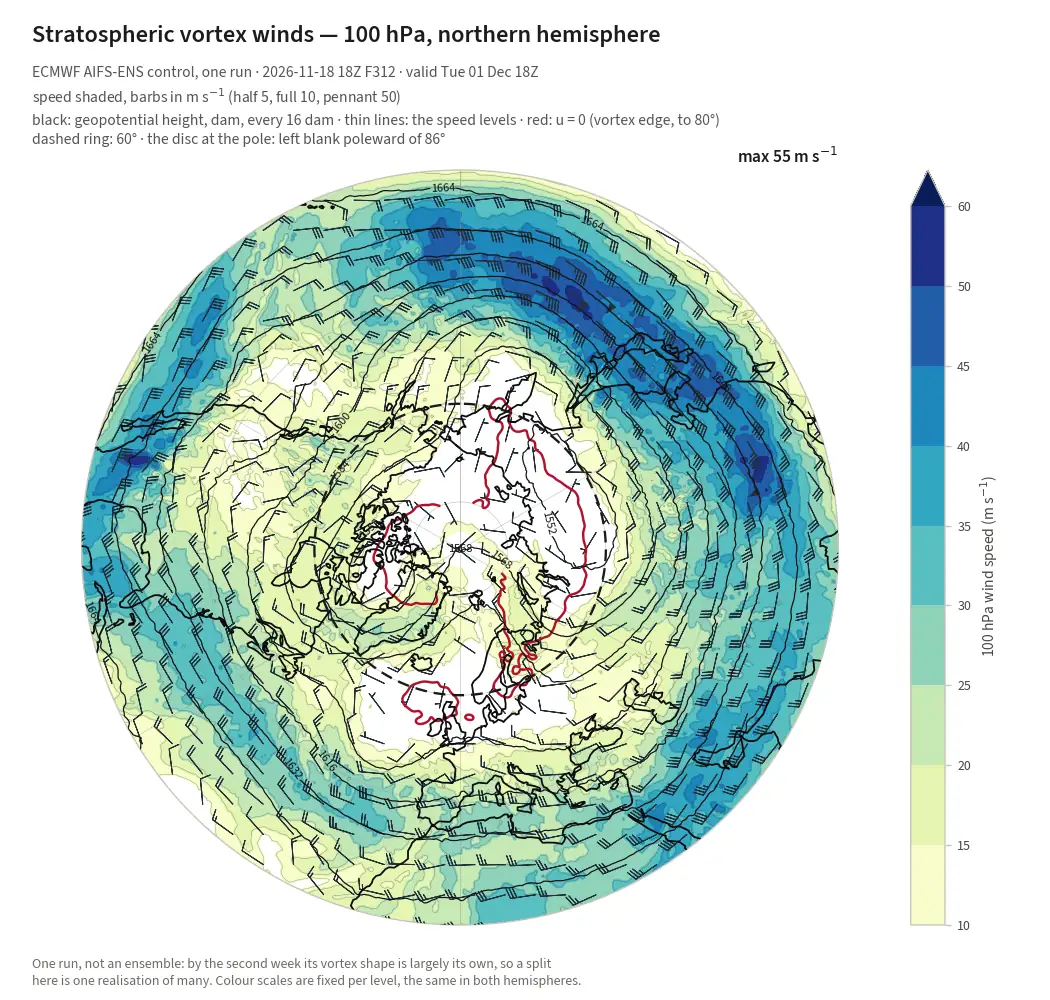 Stratospheric vortex winds — 100 hPa, northern hemisphere
ECMWF AIFS-ENS control, one run · 2026-11-18 18Z F312 · valid Tue 01 Dec 18Z
speed shaded, barbs in m s⁻¹ (half 5, full 10, pennant 50)
black: geopotential height, dam, every 16 dam · thin lines: the speed levels · red: u = 0 (vortex edge, to 80°)
dashed ring: 60° · the disc at the pole: left blank poleward of 86°
max 55 m s⁻¹
1664
1664
1664
1600
1552
1568
1568
1616
1632
60
50
45
40
35
30
25
20
15
10
100 hPa wind speed (m s⁻¹)
One run, not an ensemble: by the second week its vortex shape is largely its own, so a split
here is one realisation of many. Colour scales are fixed per level, the same in both hemispheres.